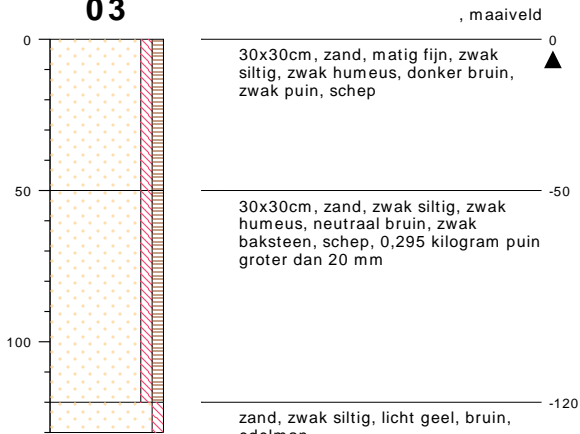 03
, maaiveld
0
0
30x30cm, zand, matig fijn, zwak
siltig, zwak humeus, donker bruin,
zwak puin, schep
50
-50
30x30cm, zand, zwak siltig, zwak
humeus, neutraal bruin, zwak
baksteen, schep, 0,295 kilogram puin
groter dan 20 mm
100
-120
zand, zwak siltig, licht geel, bruin,